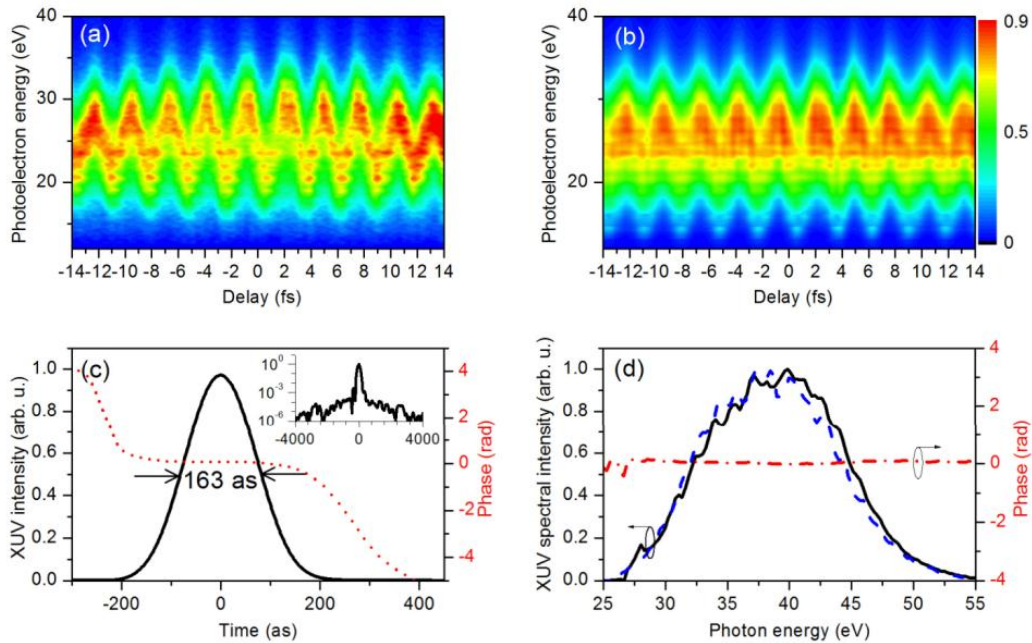 (a)
40
30
20
Photoelectron energy (eV)
-14-12-10 -8 -6 -4 -2 0 2 4 6 8 10 12 14
Delay (fs)
(b)
40
30
20
Photoelectron energy (eV)
-14-12-10 -8 -6 -4 -2 0 2 4 6 8 10 12 14
Delay (fs)
0.9
0.5
0
(c)
XUV intensity (arb. u.)
1.0
0.8
0.6
0.4
0.2
0.0
163 as
10⁰
10⁻³
10⁻⁶
-4000 0 4000
4
2
0
-2
-4
Phase (rad)
-200 0 200 400
Time (as)
(d)
XUV spectral intensity (arb. u.)
1.0
0.8
0.6
0.4
0.2
0.0
4
2
0
-2
-4
Phase (rad)
25 30 35 40 45 50 55
Photon energy (eV)